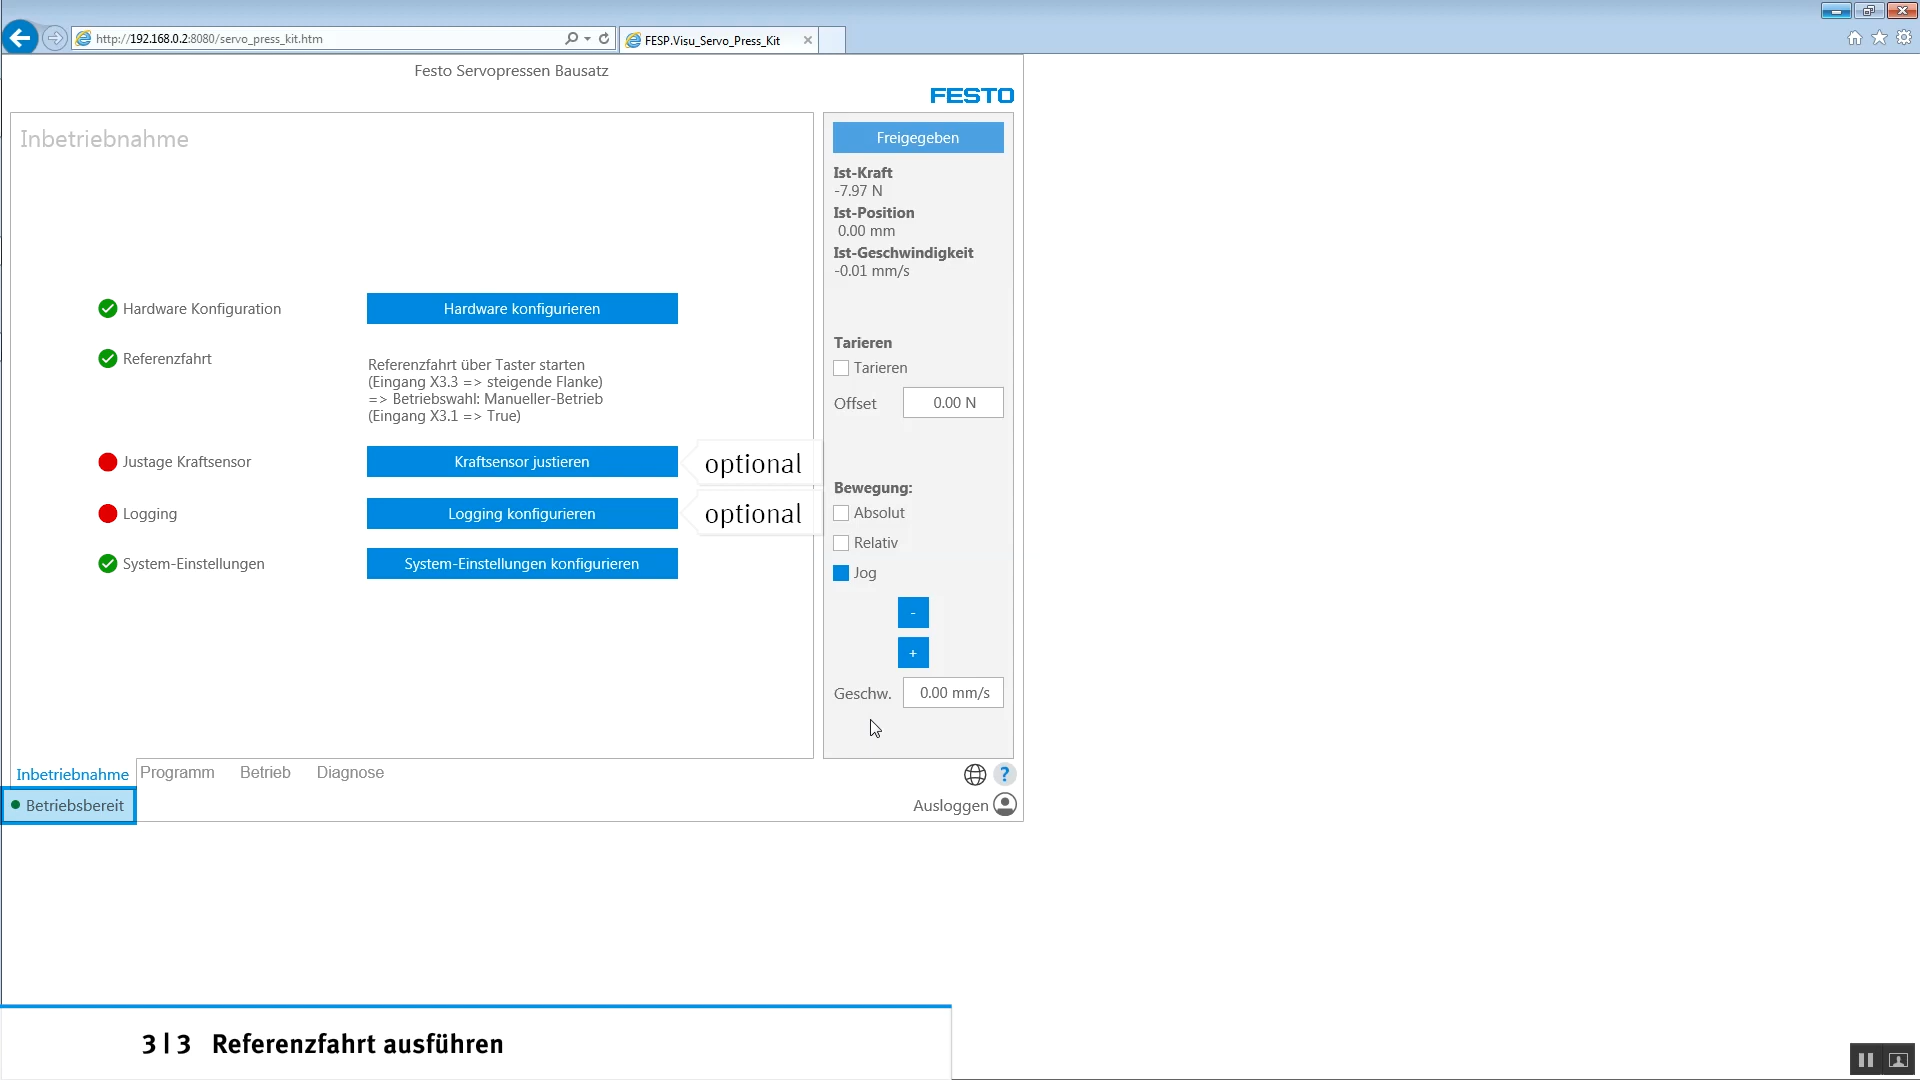 http://192.168.0.2:8080/servo_press_kit.htm
FESP.Visu_Servo_Press_Kit
Festo Servopressen Bausatz
FESTO
Inbetriebnahme
Hardware Konfiguration
Hardware konfigurieren
Referenzfahrt
Referenzfahrt über Taster starten
(Eingang X3.3 => steigende Flanke)
=> Betriebswahl: Manueller-Betrieb
(Eingang X3.1 => True)
Justage Kraftsensor
Kraftsensor justieren
optional
Logging
Logging konfigurieren
optional
System-Einstellungen
System-Einstellungen konfigurieren
Freigegeben
Ist-Kraft
-7.97 N
Ist-Position
0.00 mm
Ist-Geschwindigkeit
-0.01 mm/s
Tarieren
Tarieren
Offset
0.00 N
Bewegung:
Absolut
Relativ
Jog
-
+
Geschw.
0.00 mm/s
Inbetriebnahme
Programm
Betrieb
Diagnose
?
Betriebsbereit
Ausloggen
3|3 Referenzfahrt ausführen